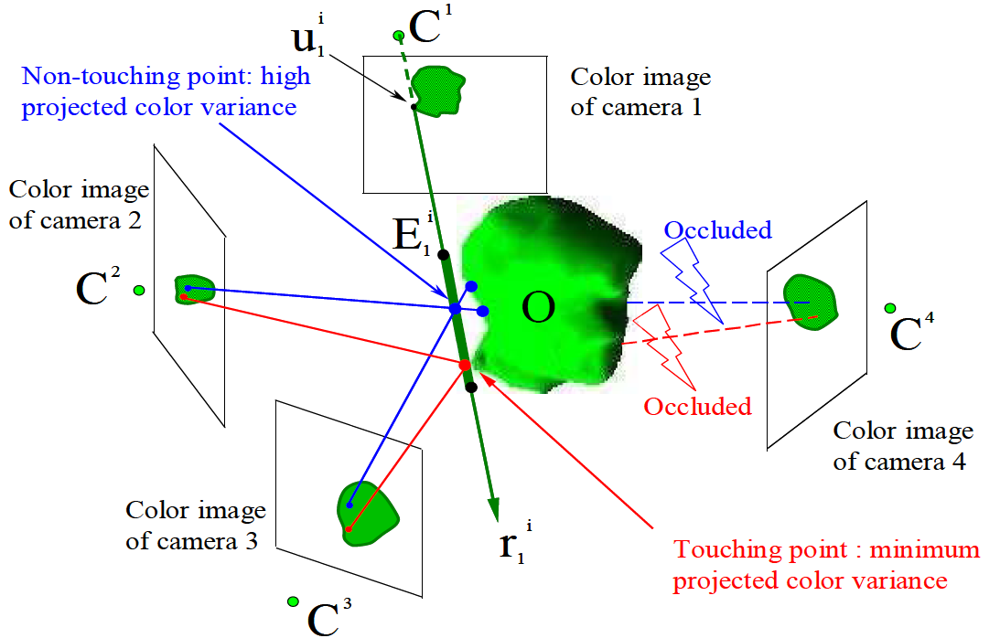 C¹
u₁ⁱ
Non-touching point: high
projected color variance
Color image
of camera 1
Color image
of camera 2
E₁ⁱ
Occluded
C²
O
C⁴
Occluded
Color image
of camera 4
Color image
of camera 3
r₁ⁱ
Touching point : minimum
projected color variance
C³